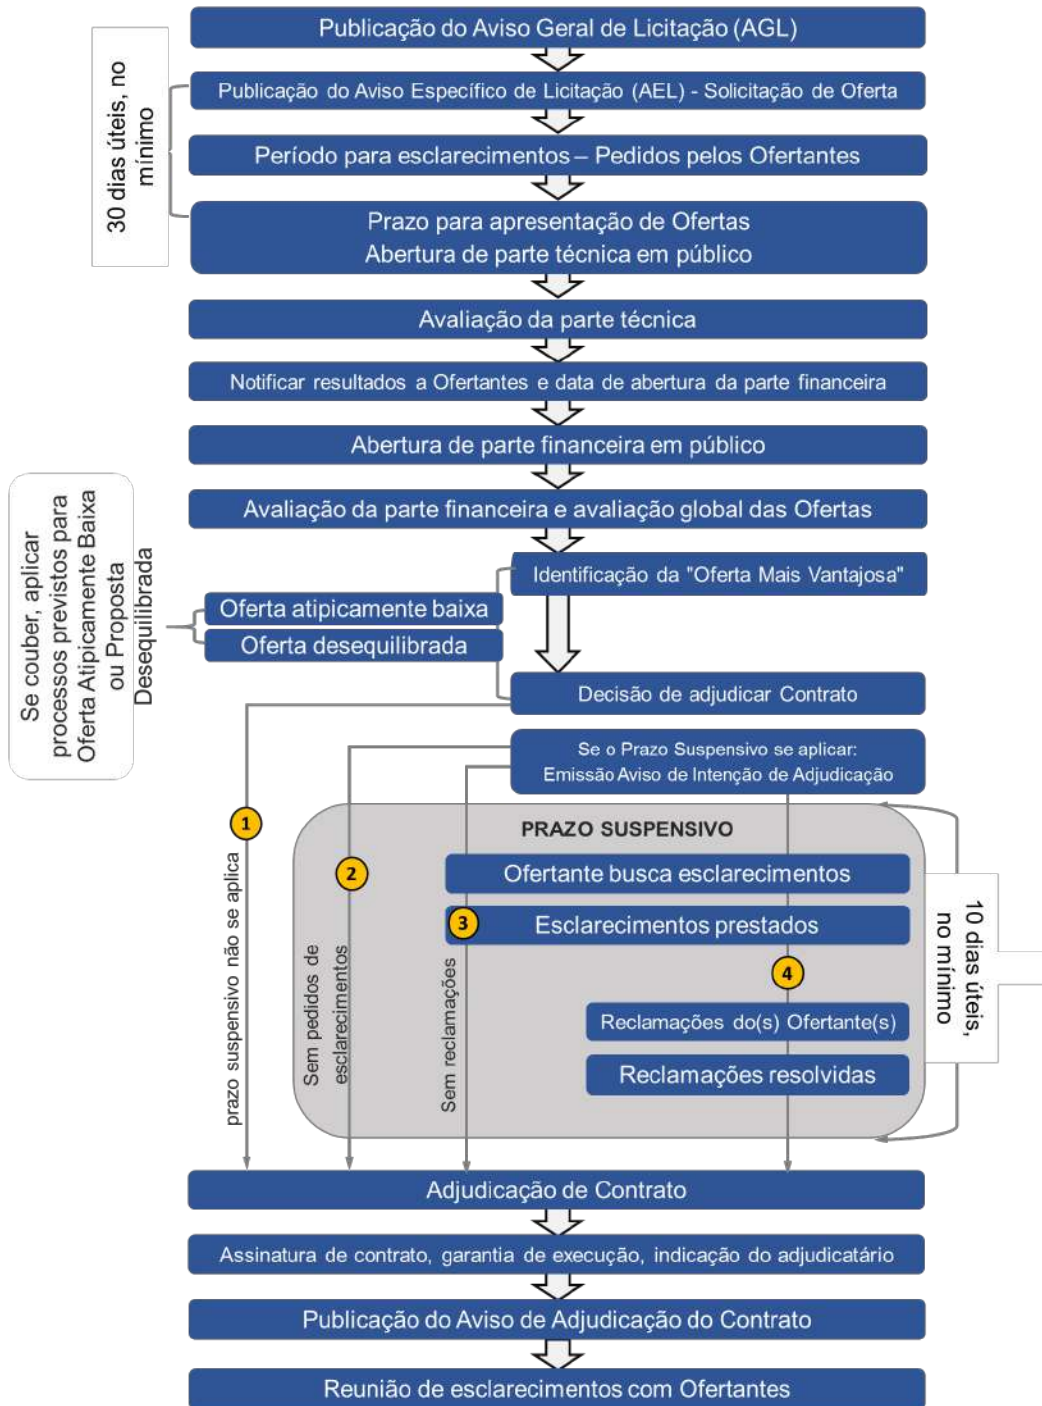 Publicação do Aviso Geral de Licitação (AGL)
30 dias úteis, no
mínimo
Publicação do Aviso Específico de Licitação (AEL) - Solicitação de Oferta
Período para esclarecimentos – Pedidos pelos Ofertantes
Prazo para apresentação de Ofertas
Abertura de parte técnica em público
Avaliação da parte técnica
Notificar resultados a Ofertantes e data de abertura da parte financeira
Abertura de parte financeira em público
Avaliação da parte financeira e avaliação global das Ofertas
Se couber, aplicar
processos previstos para
Oferta Atipicamente Baixa
ou Proposta
Desequilibrada
Identificação da "Oferta Mais Vantajosa"
Oferta atipicamente baixa
Oferta desequilibrada
Decisão de adjudicar Contrato
Se o Prazo Suspensivo se aplicar:
Emissão Aviso de Intenção de Adjudicação
1
prazo suspensivo não se aplica
PRAZO SUSPENSIVO
2
Sem pedidos de
esclarecimentos
Ofertante busca esclarecimentos
3
Esclarecimentos prestados
Sem reclamações
4
Reclamações do(s) Ofertante(s)
Reclamações resolvidas
10 dias úteis,
no mínimo
Adjudicação de Contrato
Assinatura de contrato, garantia de execução, indicação do adjudicatário
Publicação do Aviso de Adjudicação do Contrato
Reunião de esclarecimentos com Ofertantes